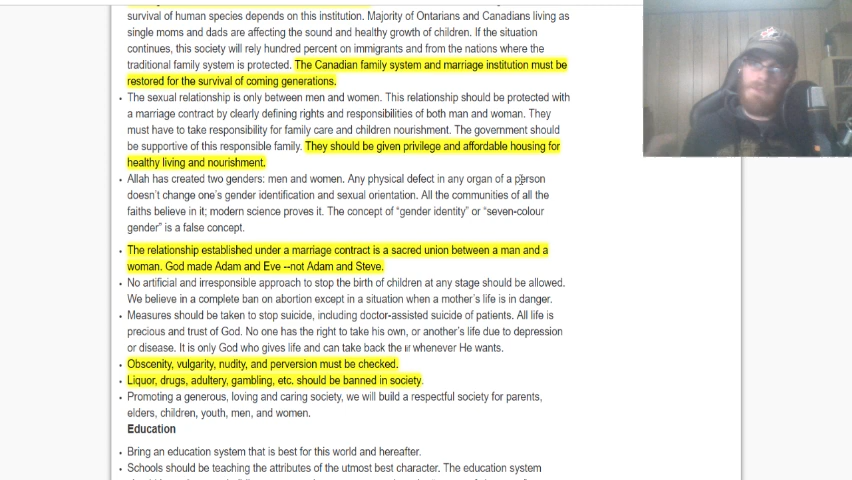 survival of human species depends on this institution. Majority of Ontarians and Canadians living as
single moms and dads are affecting the sound and healthy growth of children. If the situation
continues, this society will rely hundred percent on immigrants and from the nations where the
traditional family system is protected. The Canadian family system and marriage institution must be
restored for the survival of coming generations.
• The sexual relationship is only between men and women. This relationship should be protected with
a marriage contract by clearly defining rights and responsibilities of both man and woman. They
must have to take responsibility for family care and children nourishment. The government should
be supportive of this responsible family. They should be given privilege and affordable housing for
healthy living and nourishment.
• Allah has created two genders: men and women. Any physical defect in any organ of a person
doesn't change one's gender identification and sexual orientation. All the communities of all the
faiths believe in it; modern science proves it. The concept of "gender identity" or "seven-colour
gender" is a false concept.
• The relationship established under a marriage contract is a sacred union between a man and a
woman. God made Adam and Eve --not Adam and Steve.
• No artificial and irresponsible approach to stop the birth of children at any stage should be allowed.
We believe in a complete ban on abortion except in a situation when a mother's life is in danger.
• Measures should be taken to stop suicide, including doctor-assisted suicide of patients. All life is
precious and trust of God. No one has the right to take his own, or another's life due to depression
or disease. It is only God who gives life and can take back the whenever He wants.
• Obscenity, vulgarity, nudity, and perversion must be checked.
• Liquor, drugs, adultery, gambling, etc. should be banned in society.
• Promoting a generous, loving and caring society, we will build a respectful society for parents,
elders, children, youth, men, and women.
Education
• Bring an education system that is best for this world and hereafter.
• Schools should be teaching the attributes of the utmost best character. The education system